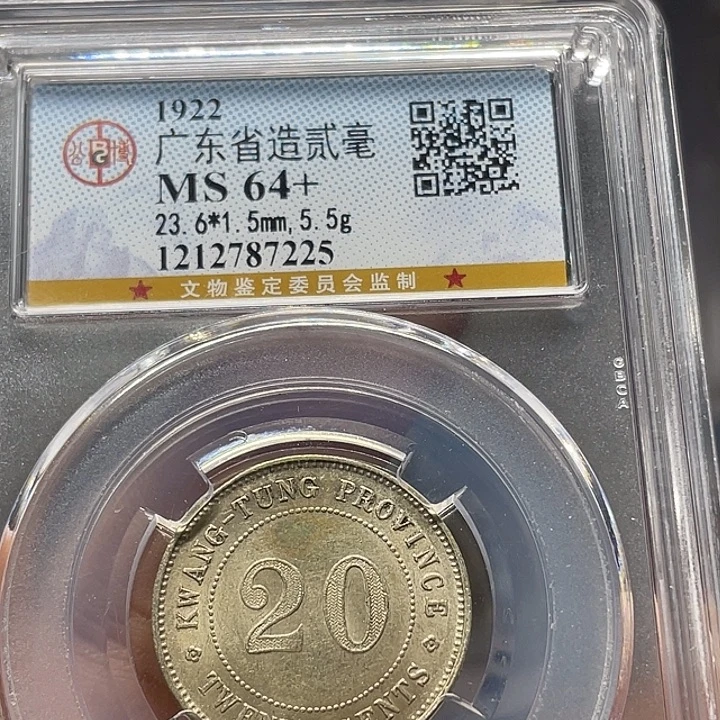 1922
广东省造贰毫
MS 64+
23.6*1.5mm,5.5g
1212787225
文物鉴定委员会监制
GBCA
KWANG-TUNG PROVINCE
20